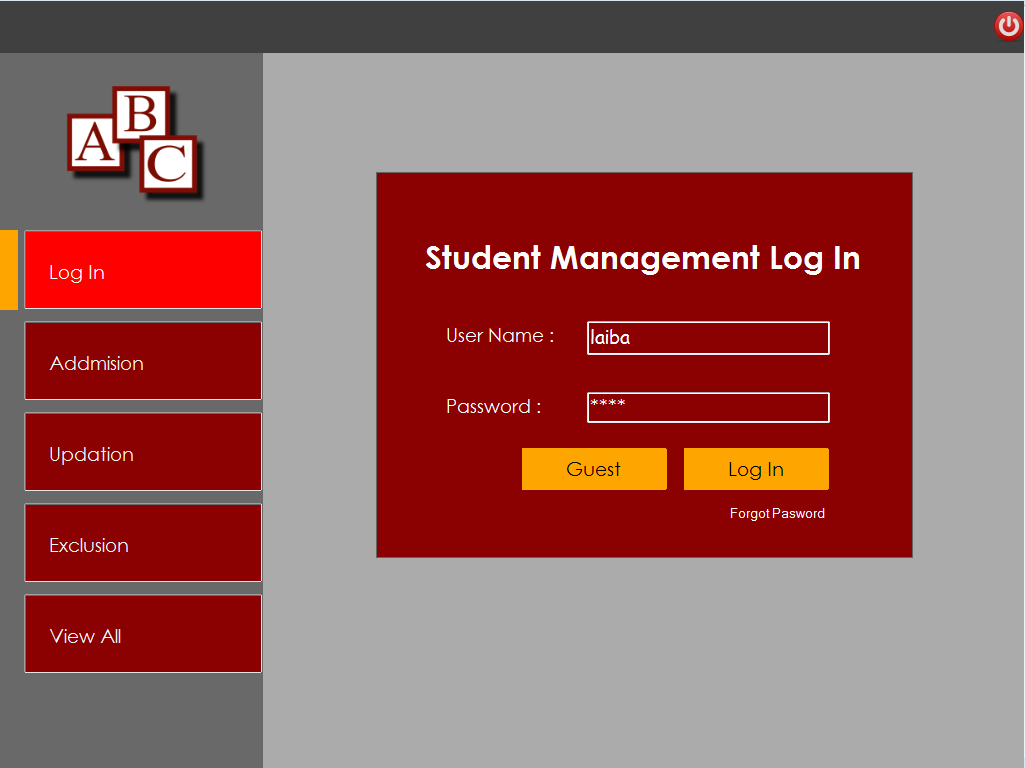 A B C
Log In
Addmision
Updation
Exclusion
View All
Student Management Log In
User Name : laiba
Password : ****
Guest Log In
Forgot Pasword